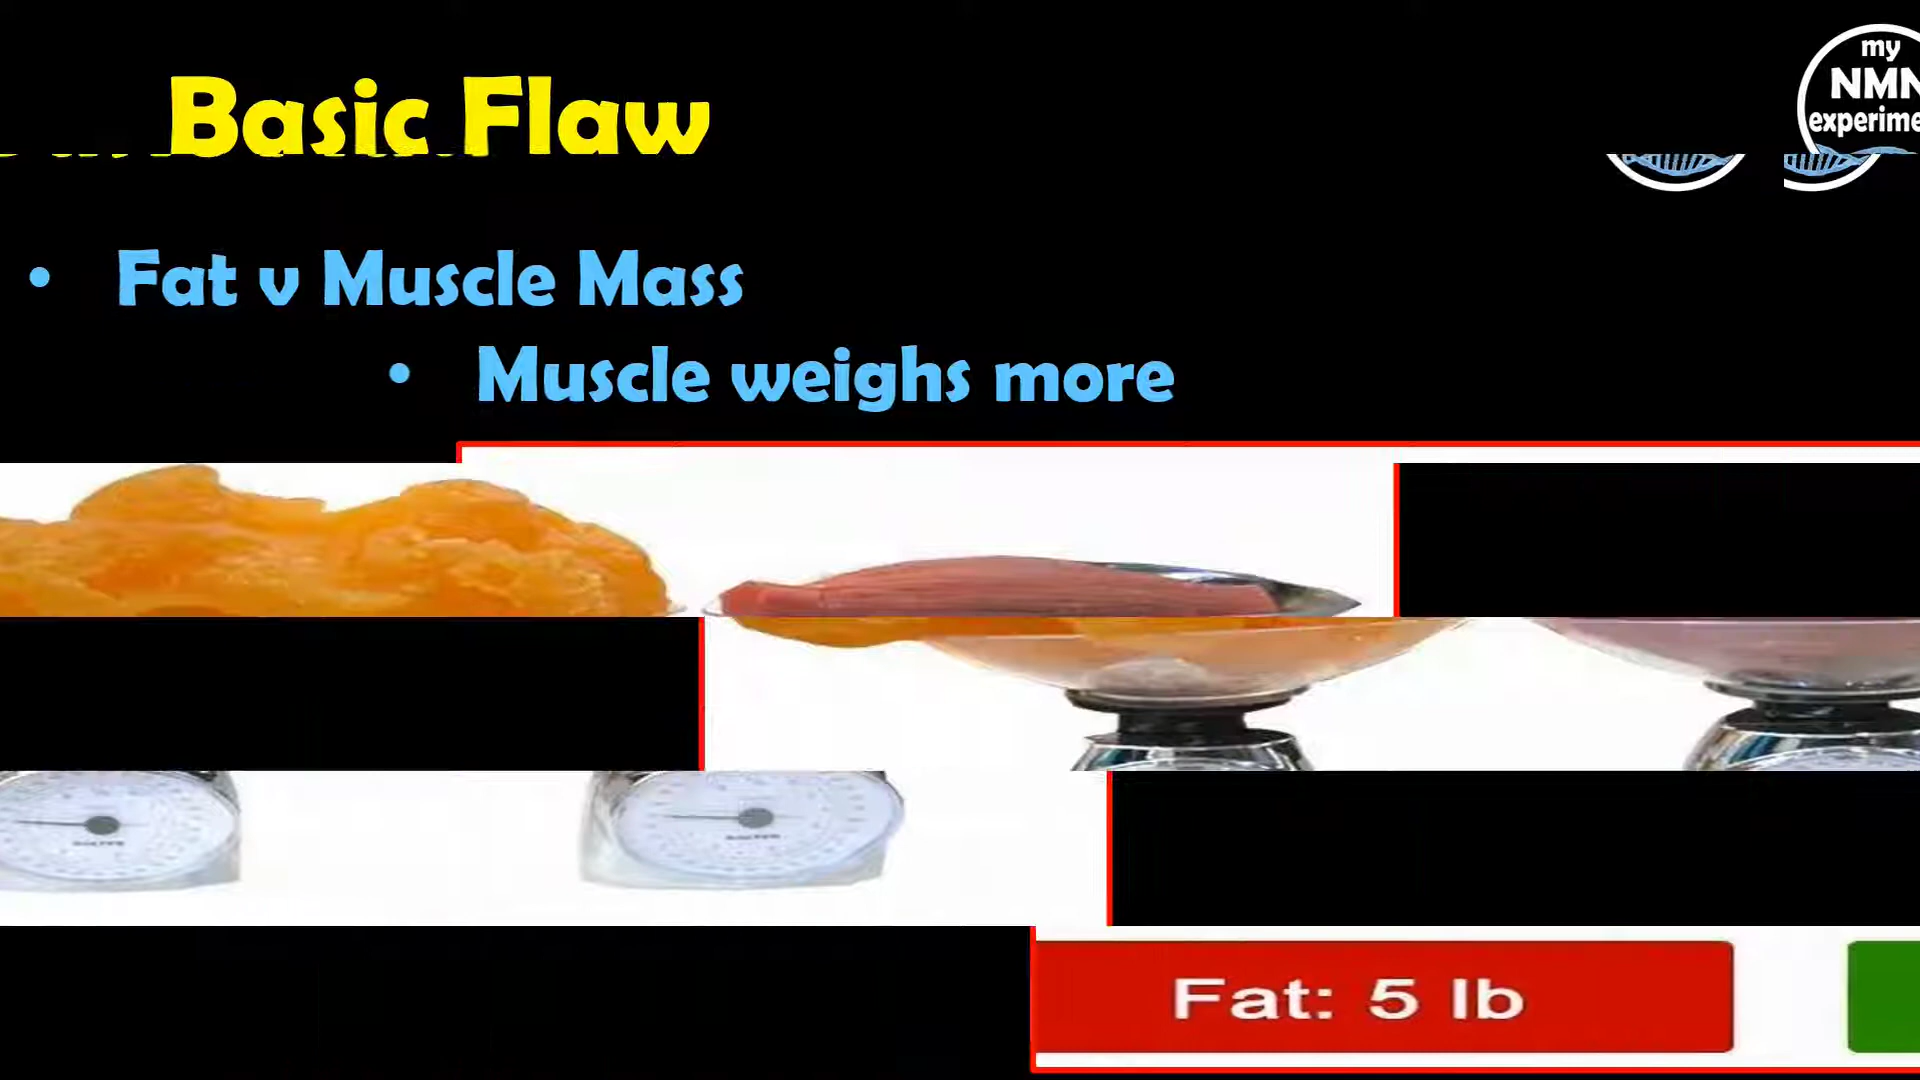 Basic Flaw
my
NMN
experime
• Fat v Muscle Mass
• Muscle weighs more
Fat: 5 lb